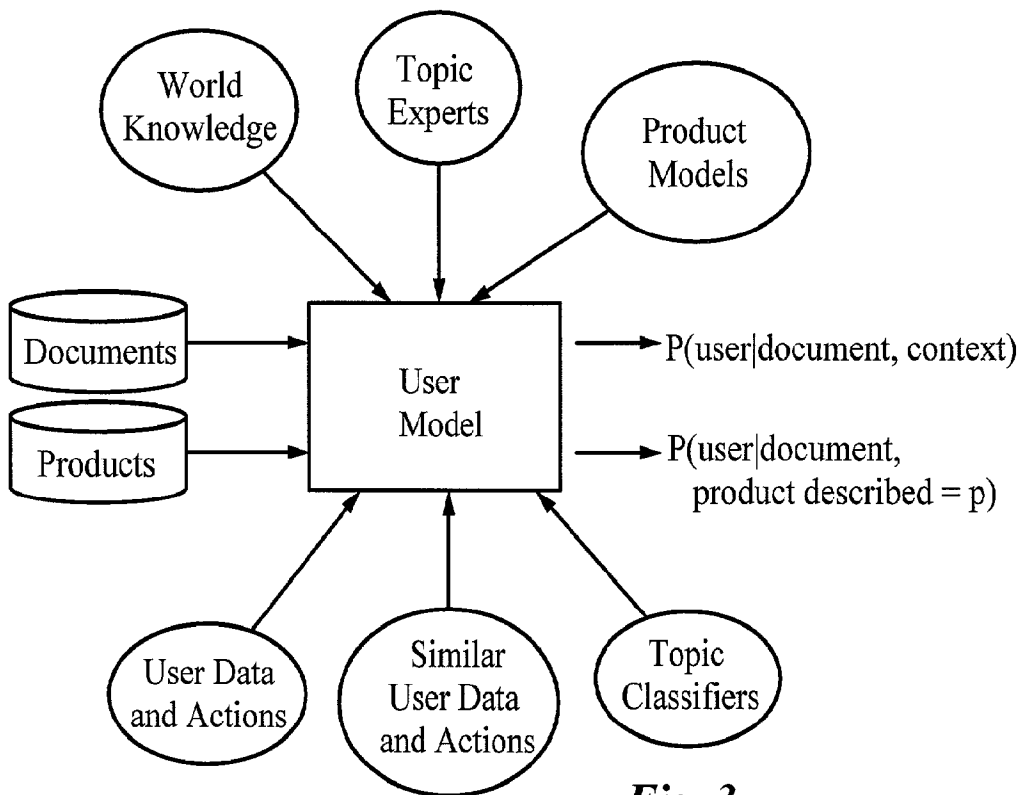 World
Knowledge
Topic
Experts
Product
Models
Documents
Products
User
Model
P(user|document, context)
P(user|document,
product described = p)
User Data
and Actions
Similar
User Data
and Actions
Topic
Classifiers
Fig. 3